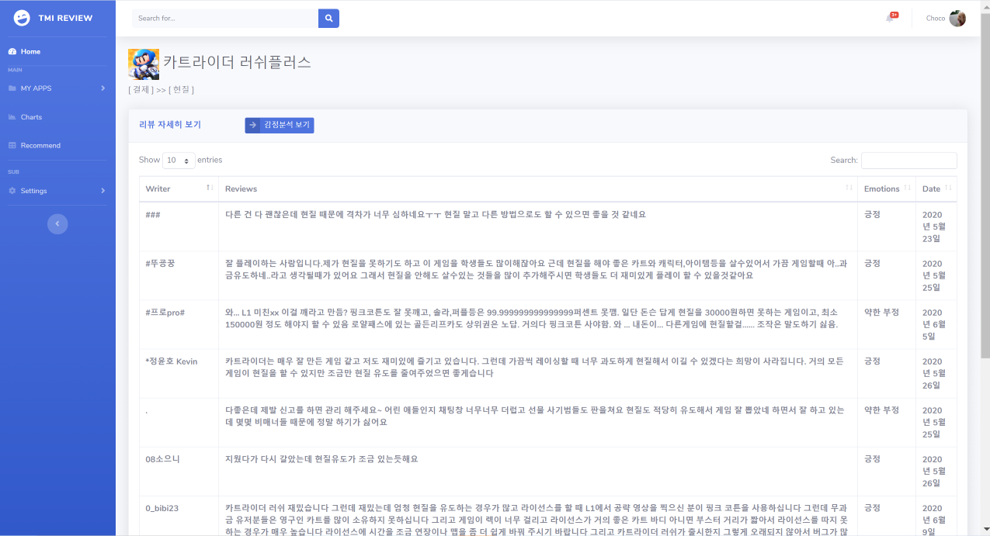 TMI REVIEW
Search for...
9+
Choco
Home
MAIN
MY APPS
Charts
Recommend
SUB
Settings
카트라이더 러쉬플러스
[ 경제 ] >> [ 현질 ]
리뷰 자세히 보기
감정분석 보기
Show 10 entries
Search:
Writer Reviews Emotions Date
### 다른 건 다 괜찮은데 현질 때문에 격차가 너무 심하네요ㅜㅜ 현질 말고 다른 방법으로도 할 수 있으면 좋을 것 같네요 긍정 2020
년 5월
23일
#뚜꿍꿍 잘 플레이하는 사람입니다.제가 현질을 못하기도 하고 이 게임을 학생들도 많이해잖아요 근데 현질을 해야 좋은 카트와 캐릭터,아이템등을 살수있어서 가끔 게임할때 아..과 긍정 2020
금유도하네..라고 생각될때가 있어요 그래서 현질을 안해도 살수있는 것들을 많이 추가해주시면 학생들도 더 재미있게 플레이 할 수 있을것같아요 년 5월
25일
#프로pro# 와... L1 미친xx 이걸 깨라고 만듬? 핑크코튼도 잘 못깨고, 솔라,퍼플등은 99.9999999999999999퍼센트 못깸. 일단 돈슨 답게 현질을 30000원하면 못하는 게임이고, 최소 약한 부정 2020
150000원 정도 해야지 할 수 있음 로얄패스에 있는 골든리프카도 상위권은 노답. 거의다 핑크코튼 사야함. 와 ... 내돈이... 다른게임에 현질할걸...... 조작은 말도하기 싫음. 년 6월
5일
*정윤호 Kevin 카트라이더는 매우 잘 만든 게임 같고 저도 재미있에 즐기고 있습니다. 그런데 가끔씩 레이싱할 때 너무 과도하게 현질해서 이길 수 있겠다는 희망이 사라집니다. 거의 모든 긍정 2020
게임이 현질을 할 수 있지만 조금만 현질 유도를 줄여주었으면 좋게습니다 년 5월
26일
. 다좋은데 제발 신고를 하면 관리 해주세요~ 어린 애들인지 채팅창 너무너무 더럽고 선물 사기범들도 판을쳐요 현질도 적당히 유도해서 게임 잘 뽑았네 하면서 잘 하고 있는 약한 부정 2020
데 몇몇 비매너들 때문에 정말 하기가 싫어요 년 5월
25일
08소으니 지웠다가 다시 깔았는데 현질유도가 조금 있는듯해요 긍정 2020
년 5월
26일
0_bibi23 카트라이더 러쉬 재밌습니다 그런데 재밌는데 엄청 현질을 유도하는 경우가 많고 라이선스를 할 때 L1에서 공략 영상을 찍으신 분이 핑크 코튼을 사용하십니다 그런데 무과 긍정 2020
금 유저분들은 영구인 카트를 많이 소유하지 못하십니다 그리고 게임이 렉이 너무 걸리고 라이선스가 거의 좋은 카트 바디 아니면 부스터 거리가 짧아서 라이선스를 따지 못 년 6월
하는 경우가 매우 높습니다 라이선스에 시간을 조금 연장이나 맵을 좀 더 쉽게 바꿔 주시기 바랍니다 그리고 카트라이더 러쉬가 출시한지 그렇게 오래되지 않아서 버그가 많 9일